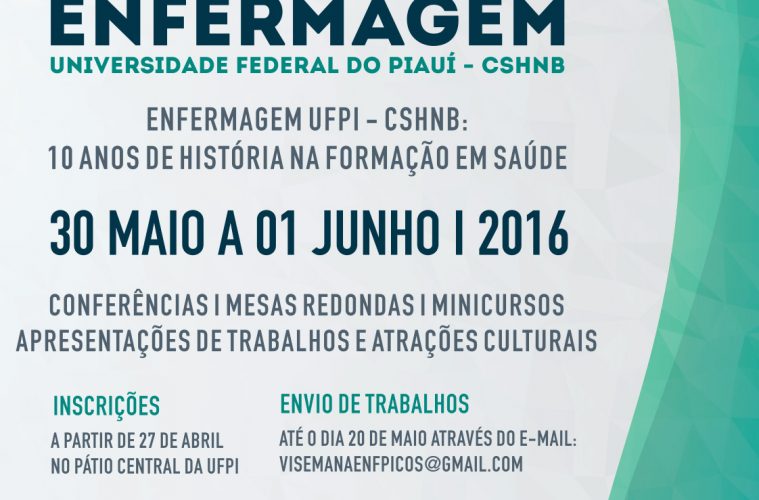 ENFERMAGEM
UNIVERSIDADE FEDERAL DO PIAUÍ - CSHNB
ENFERMAGEM UFPI - CSHNB:
10 ANOS DE HISTÓRIA NA FORMAÇÃO EM SAÚDE
30 MAIO A 01 JUNHO | 2016
CONFERÊNCIAS | MESAS REDONDAS | MINICURSOS
APRESENTAÇÕES DE TRABALHOS E ATRAÇÕES CULTURAIS
INSCRIÇÕES
A PARTIR DE 27 DE ABRIL
NO PÁTIO CENTRAL DA UFPI
ENVIO DE TRABALHOS
ATÉ O DIA 20 DE MAIO ATRAVÉS DO E-MAIL:
VISEMANAENFPICOS@GMAIL.COM